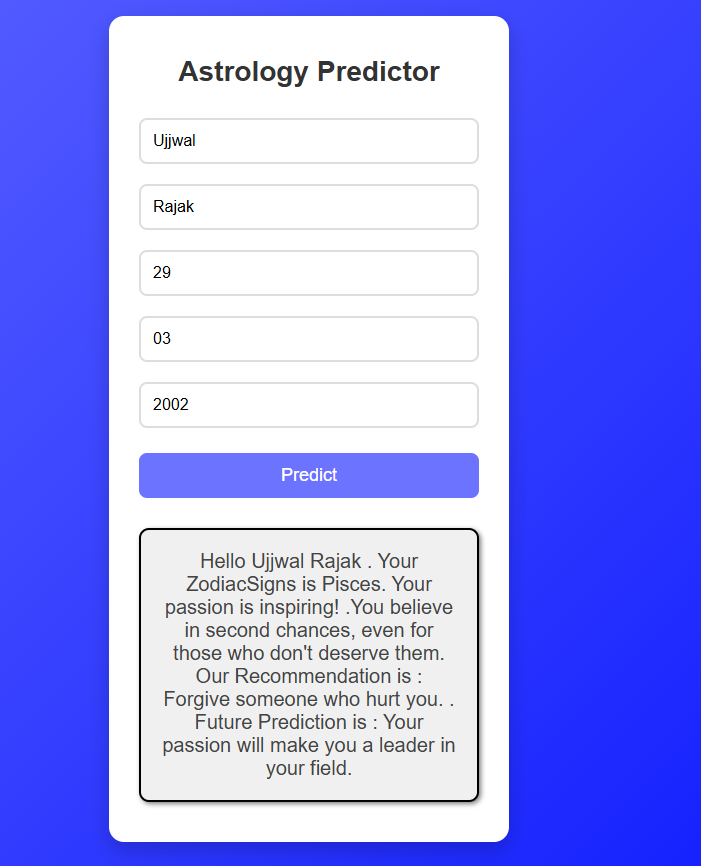 Astrology Predictor
Ujjwal
Rajak
29
03
2002
Predict
Hello Ujjwal Rajak . Your
ZodiacSigns is Pisces. Your
passion is inspiring! .You believe
in second chances, even for
those who don't deserve them.
Our Recommendation is :
Forgive someone who hurt you. .
Future Prediction is : Your
passion will make you a leader in
your field.